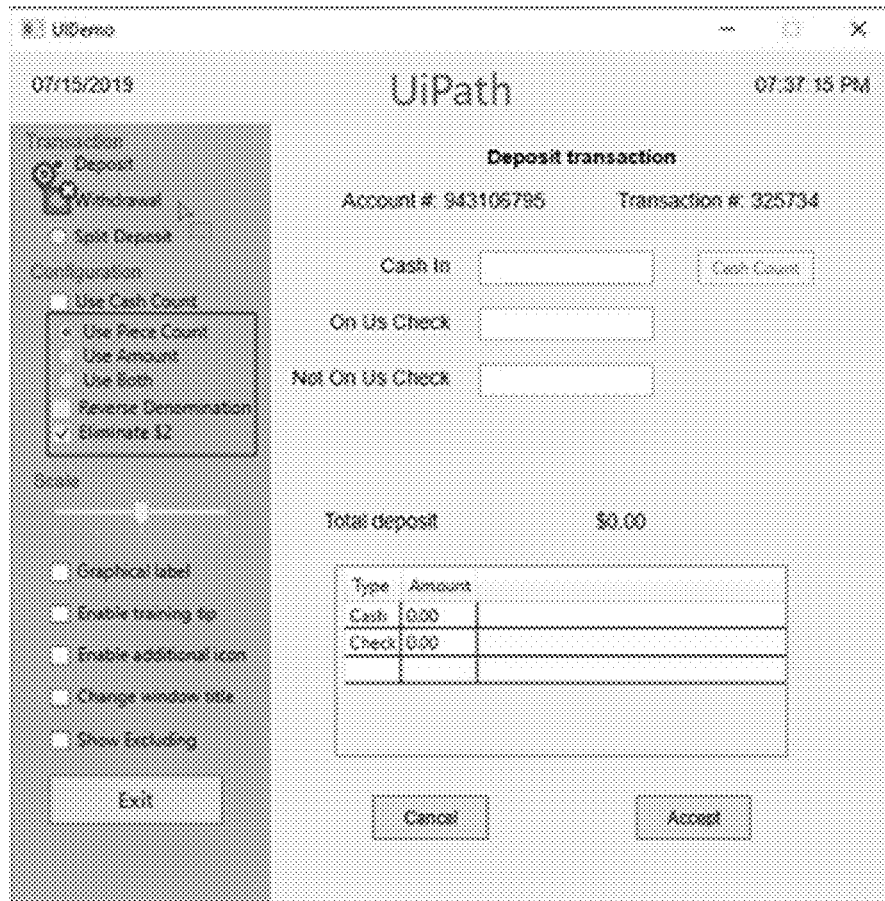 UIDemo
07/15/2019
UiPath
07:37:15 PM
Transaction
Deposit
Withdrawal
Split Deposit
Configuration
Use Cash Count
Use Piece Count
Use Amount
Use Both
Reverse Denomination
Eliminate $2
Scale
Graphical label
Enable training tip
Enable additional icon
Change window title
Show Excluding
Exit
Deposit transaction
Account #: 943106795 Transaction #: 325734
Cash In
Cash Count
On Us Check
Not On Us Check
Total deposit $0.00
Type Amount
Cash 0.00
Check 0.00
Cancel Accept